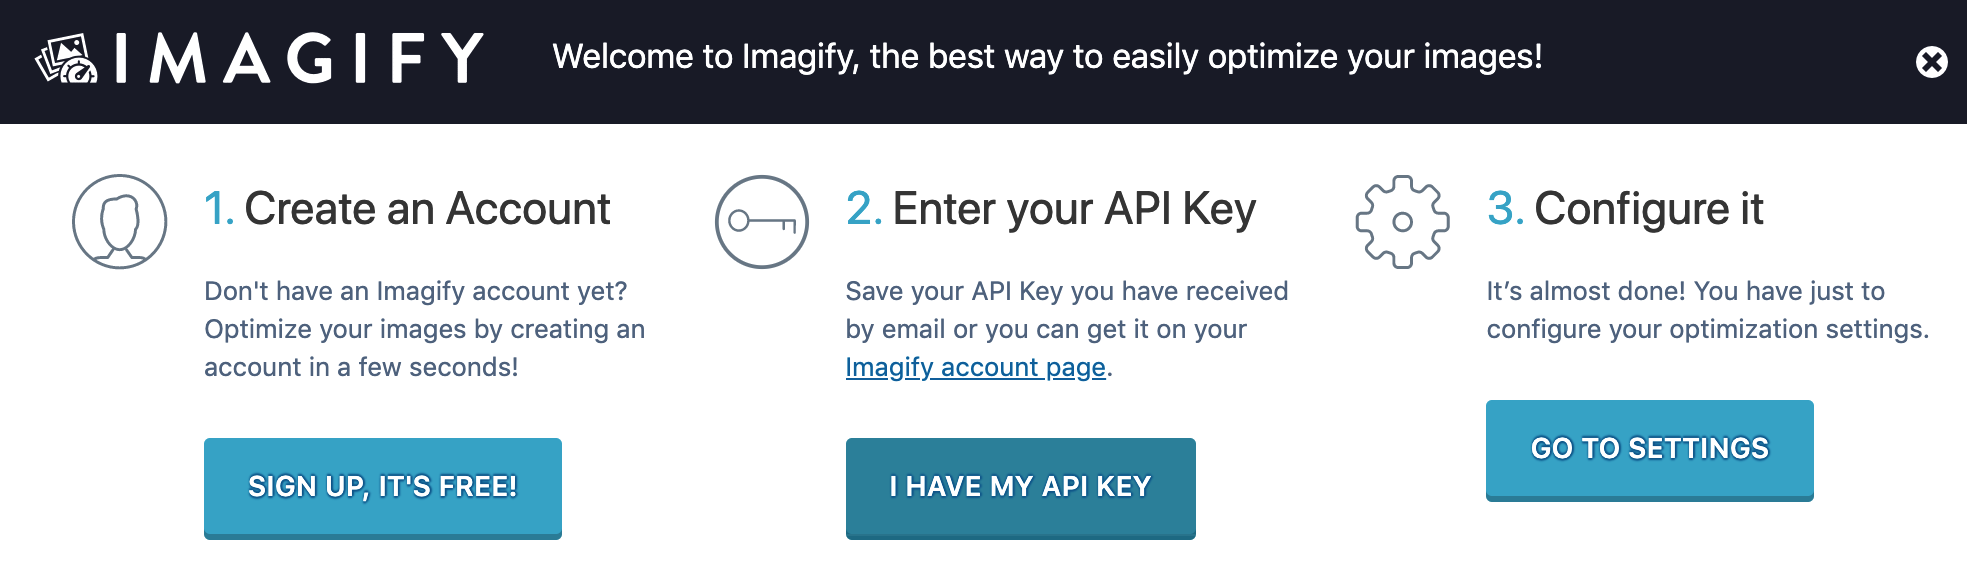 IMAGIFY
Welcome to Imagify, the best way to easily optimize your images!
1. Create an Account
Don't have an Imagify account yet?
Optimize your images by creating an
account in a few seconds!
SIGN UP, IT'S FREE!
2. Enter your API Key
Save your API Key you have received
by email or you can get it on your
Imagify account page.
I HAVE MY API KEY
3. Configure it
It’s almost done! You have just to
configure your optimization settings.
GO TO SETTINGS